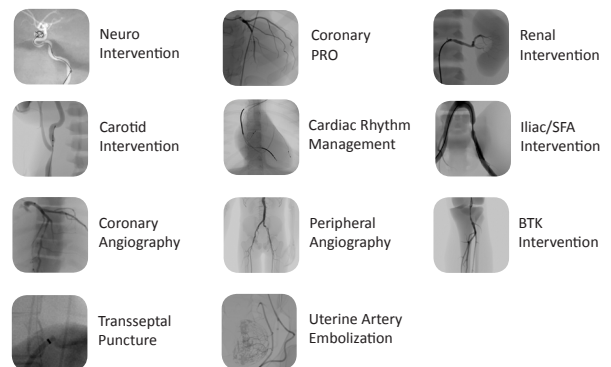 Neuro
Intervention
Coronary
PRO
Renal
Intervention
Carotid
Intervention
Cardiac Rhythm
Management
Iliac/SFA
Intervention
Coronary
Angiography
Peripheral
Angiography
BTK
Intervention
Transseptal
Puncture
Uterine Artery
Embolization